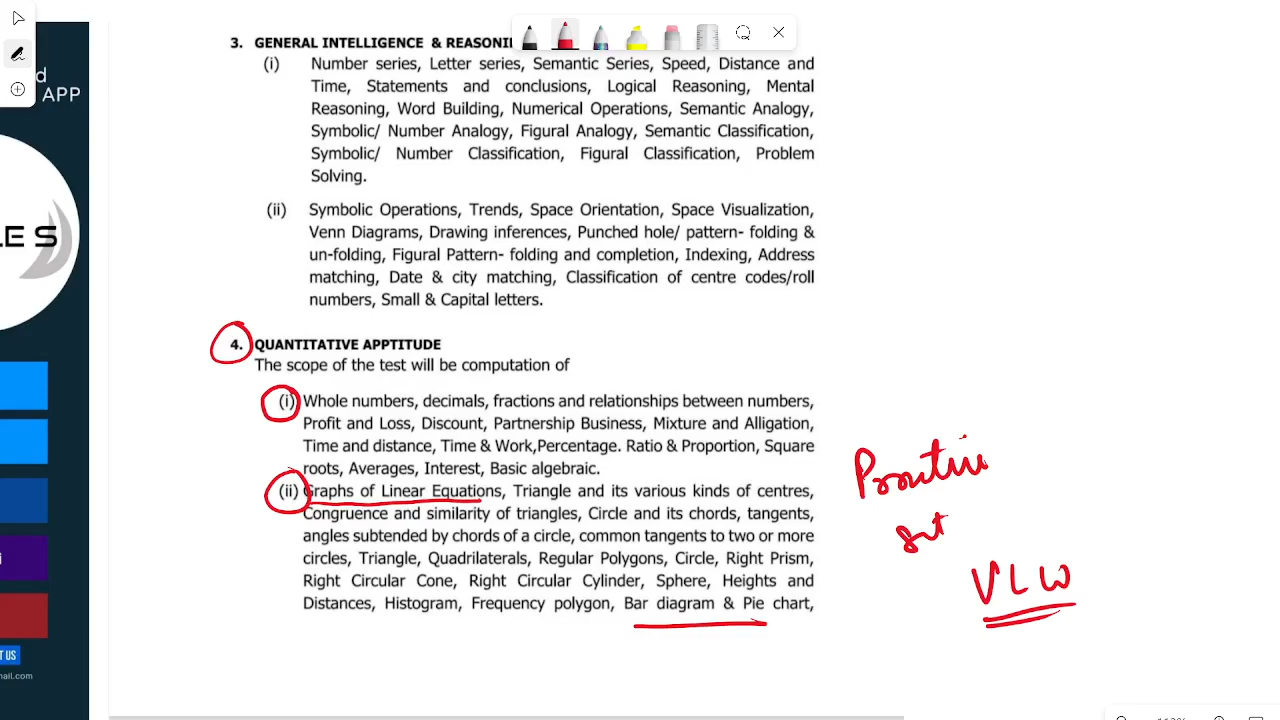 d
APP
LE S
i
T US
mail.com
3. GENERAL INTELLIGENCE & REASONI
(i) Number series, Letter series, Semantic Series, Speed, Distance and
Time, Statements and conclusions, Logical Reasoning, Mental
Reasoning, Word Building, Numerical Operations, Semantic Analogy,
Symbolic/ Number Analogy, Figural Analogy, Semantic Classification,
Symbolic/ Number Classification, Figural Classification, Problem
Solving.
(ii) Symbolic Operations, Trends, Space Orientation, Space Visualization,
Venn Diagrams, Drawing inferences, Punched hole/ pattern- folding &
un-folding, Figural Pattern- folding and completion, Indexing, Address
matching, Date & city matching, Classification of centre codes/roll
numbers, Small & Capital letters.
4. QUANTITATIVE APPTITUDE
The scope of the test will be computation of
(i) Whole numbers, decimals, fractions and relationships between numbers,
Profit and Loss, Discount, Partnership Business, Mixture and Alligation,
Time and distance, Time & Work,Percentage. Ratio & Proportion, Square
roots, Averages, Interest, Basic algebraic.
(ii) Graphs of Linear Equations, Triangle and its various kinds of centres,
Congruence and similarity of triangles, Circle and its chords, tangents,
angles subtended by chords of a circle, common tangents to two or more
circles, Triangle, Quadrilaterals, Regular Polygons, Circle, Right Prism,
Right Circular Cone, Right Circular Cylinder, Sphere, Heights and
Distances, Histogram, Frequency polygon, Bar diagram & Pie chart,
set